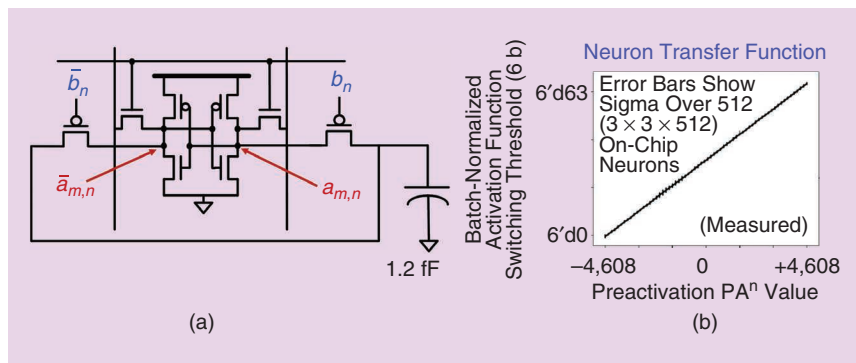 b̄n
bn
ām,n
am,n
1.2 fF
(a)
Neuron Transfer Function
Batch-Normalized
Activation Function
Switching Threshold (6 b)
6′d63
6′d0
Error Bars Show
Sigma Over 512
(3 × 3 × 512)
On-Chip
Neurons
(Measured)
−4,608 0 +4,608
Preactivation PAⁿ Value
(b)